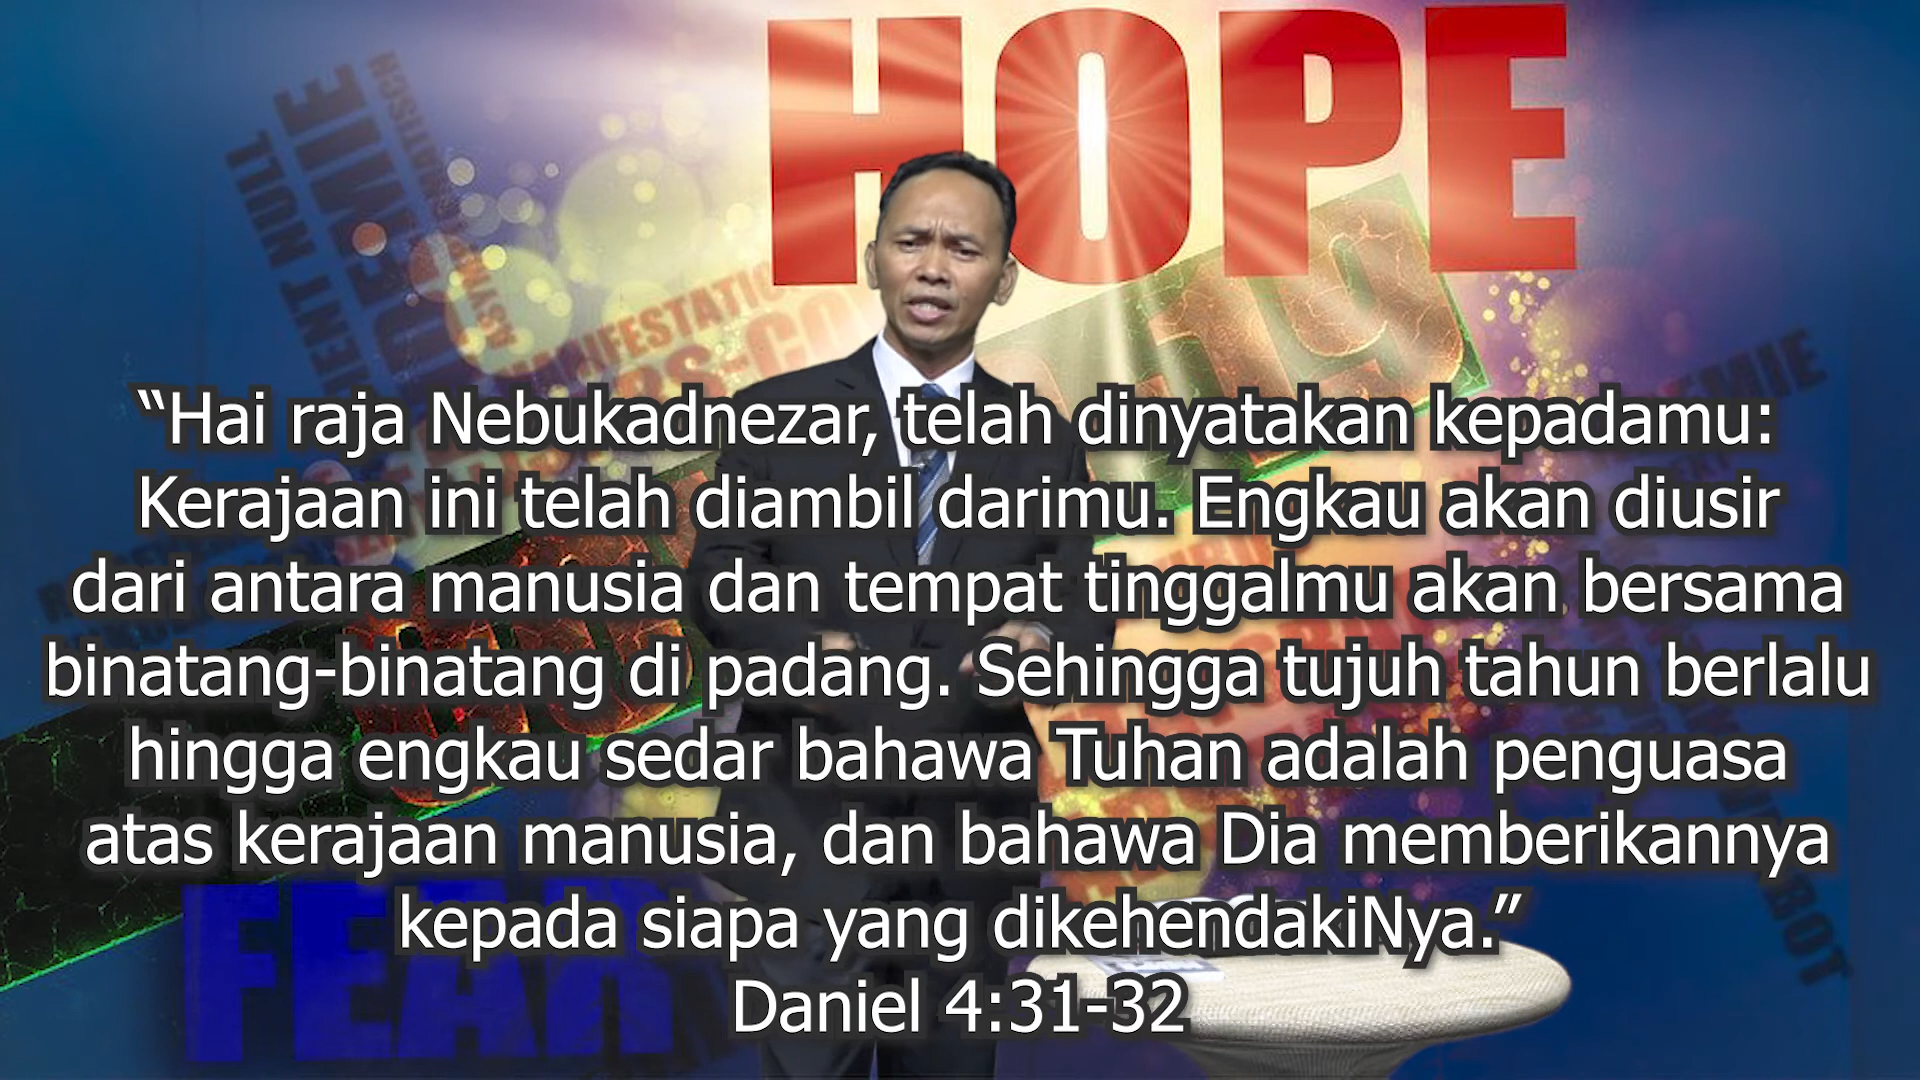 HOPE
“Hai raja Nebukadnezar, telah dinyatakan kepadamu:
Kerajaan ini telah diambil darimu. Engkau akan diusir
dari antara manusia dan tempat tinggalmu akan bersama
binatang-binatang di padang. Sehingga tujuh tahun berlalu
hingga engkau sedar bahawa Tuhan adalah penguasa
atas kerajaan manusia, dan bahawa Dia memberikannya
kepada siapa yang dikehendakiNya.”
Daniel 4:31-32
FEAR